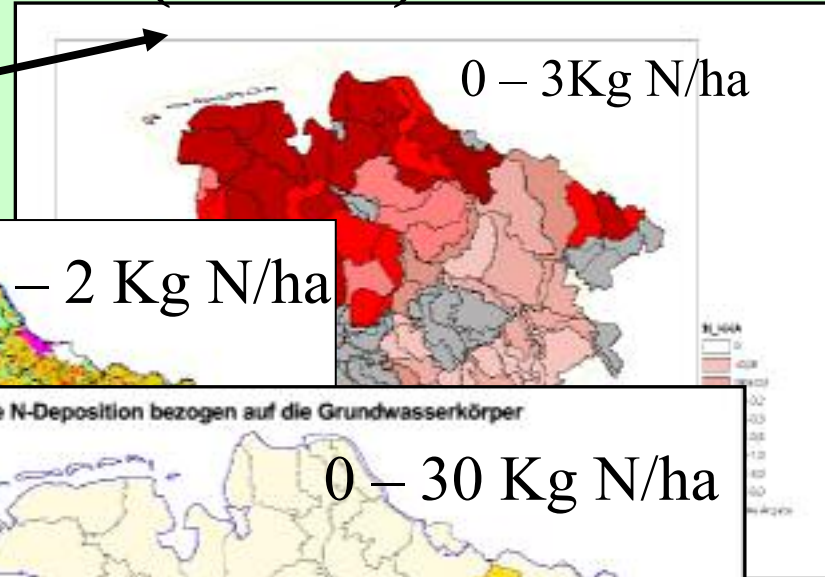 0 – 3Kg N/ha
– 2 Kg N/ha
N-Deposition bezogen auf die Grundwasserkörper
0 – 30 Kg N/ha